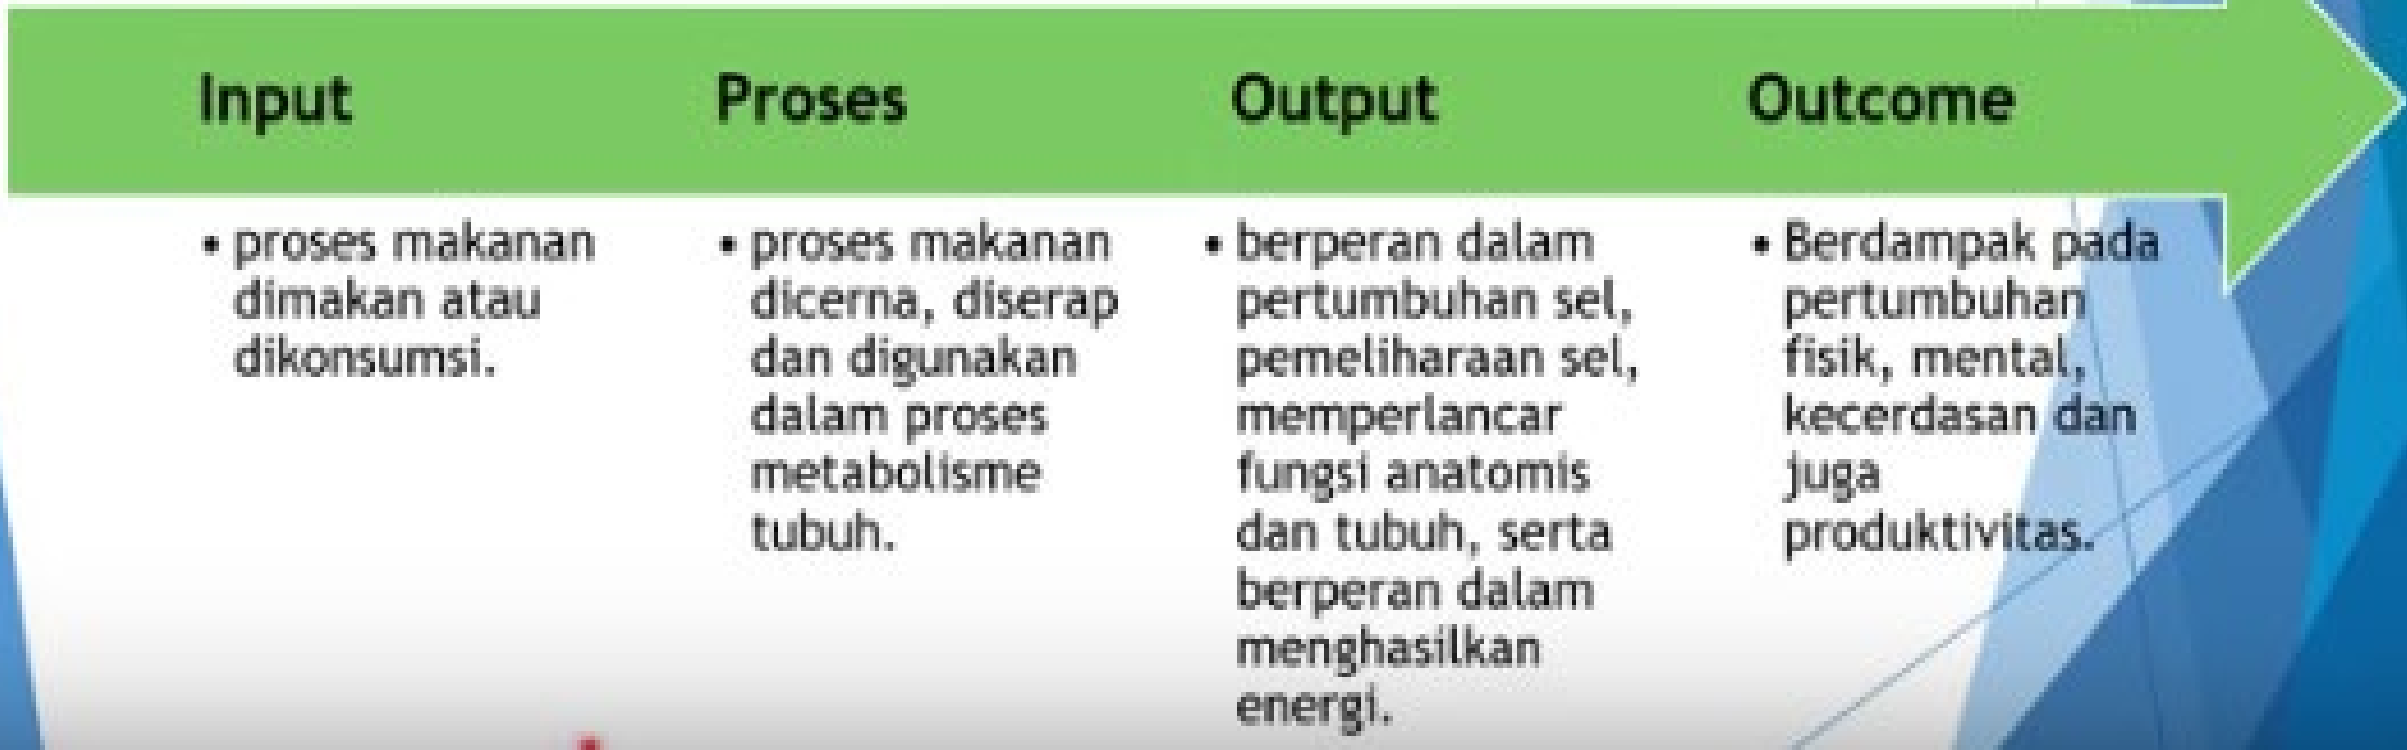 Input
Proses
Output
Outcome
• proses makanan
dimakan atau
dikonsumsi.
• proses makanan
dicerna, diserap
dan digunakan
dalam proses
metabolisme
tubuh.
• berperan dalam
pertumbuhan sel,
pemeliharaan sel,
memperlancar
fungsi anatomis
dan tubuh, serta
berperan dalam
menghasilkan
energi.
• Berdampak pada
pertumbuhan
fisik, mental,
kecerdasan dan
juga
produktivitas.